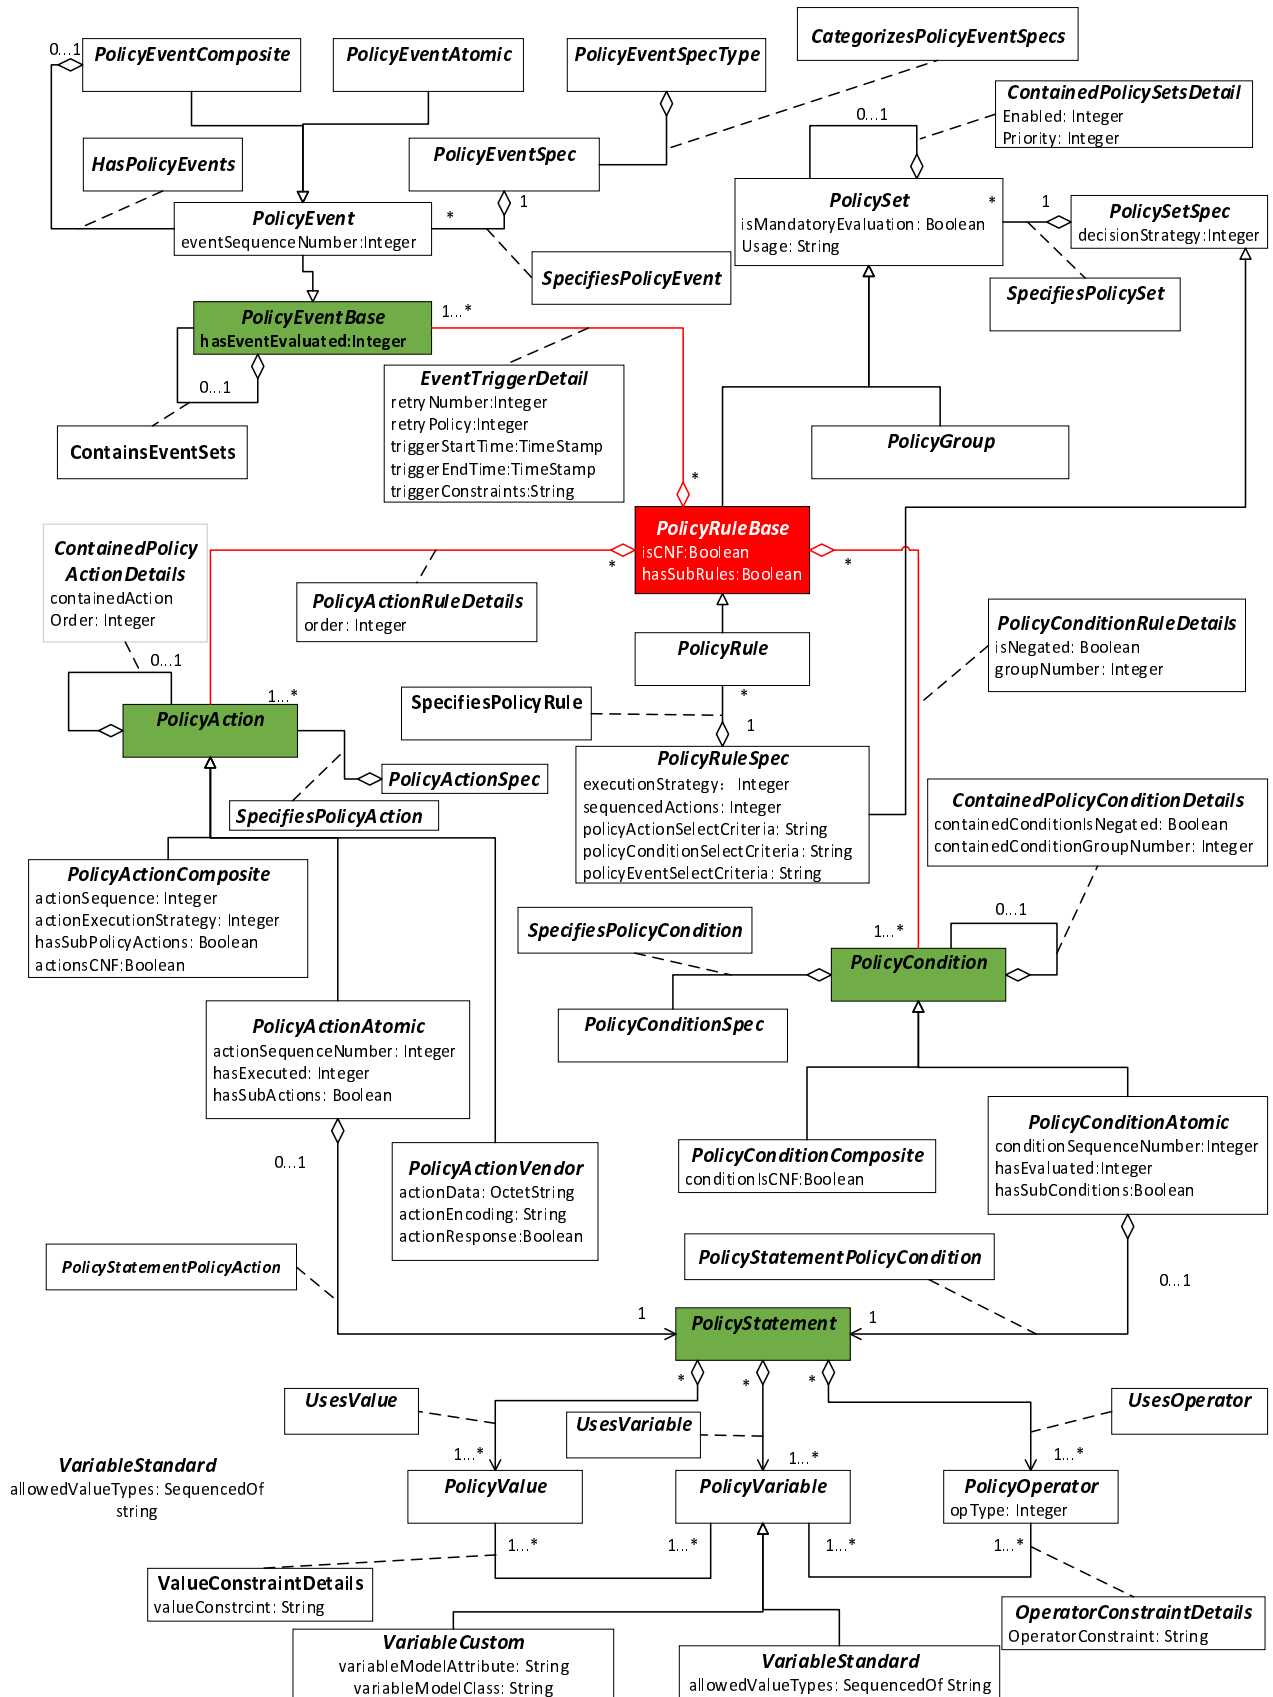 0...1
PolicyEventComposite
PolicyEventAtomic
PolicyEventSpecType
CategorizesPolicyEventSpecs
ContainedPolicySetsDetail
Enabled: Integer
Priority: Integer
0...1
HasPolicyEvents
PolicyEventSpec
PolicyEvent
eventSequenceNumber:Integer
*
1
PolicySet
isMandatoryEvaluation: Boolean
Usage: String
*
1
PolicySetSpec
decisionStrategy:Integer
SpecifiesPolicyEvent
SpecifiesPolicySet
PolicyEventBase
hasEventEvaluated:Integer
1...*
0...1
EventTriggerDetail
retryNumber:Integer
retryPolicy:Integer
triggerStartTime:TimeStamp
triggerEndTime:TimeStamp
triggerConstraints:String
ContainsEventSets
PolicyGroup
*
PolicyRuleBase
isCNF:Boolean
hasSubRules:Boolean
*
*
ContainedPolicy
ActionDetails
containedAction
Order: Integer
PolicyActionRuleDetails
order: Integer
PolicyConditionRuleDetails
isNegated: Boolean
groupNumber: Integer
PolicyRule
0...1
1...*
SpecifiesPolicyRule
*
1
PolicyAction
PolicyActionSpec
SpecifiesPolicyAction
PolicyRuleSpec
executionStrategy: Integer
sequencedActions: Integer
policyActionSelectCriteria: String
policyConditionSelectCriteria: String
policyEventSelectCriteria: String
ContainedPolicyConditionDetails
containedConditionIsNegated: Boolean
containedConditionGroupNumber: Integer
PolicyActionComposite
actionSequence: Integer
actionExecutionStrategy: Integer
hasSubPolicyActions: Boolean
actionsCNF:Boolean
SpecifiesPolicyCondition
1...*
0...1
PolicyCondition
PolicyConditionSpec
PolicyActionAtomic
actionSequenceNumber: Integer
hasExecuted: Integer
hasSubActions: Boolean
0...1
PolicyActionVendor
actionData: OctetString
actionEncoding: String
actionResponse:Boolean
PolicyConditionComposite
conditionIsCNF:Boolean
PolicyConditionAtomic
conditionSequenceNumber:Integer
hasEvaluated:Integer
hasSubConditions:Boolean
PolicyStatementPolicyAction
PolicyStatementPolicyCondition
0...1
1
PolicyStatement
1
*
*
*
UsesValue
UsesVariable
UsesOperator
1...*
1...*
1...*
VariableStandard
allowedValueTypes: SequencedOf
string
PolicyValue
PolicyVariable
PolicyOperator
opType: Integer
1...*
1...*
1...*
1...*
ValueConstraintDetails
valueConstrcint: String
OperatorConstraintDetails
OperatorConstraint: String
VariableCustom
variableModelAttribute: String
variableModelClass: String
VariableStandard
allowedValueTypes: SequencedOf String